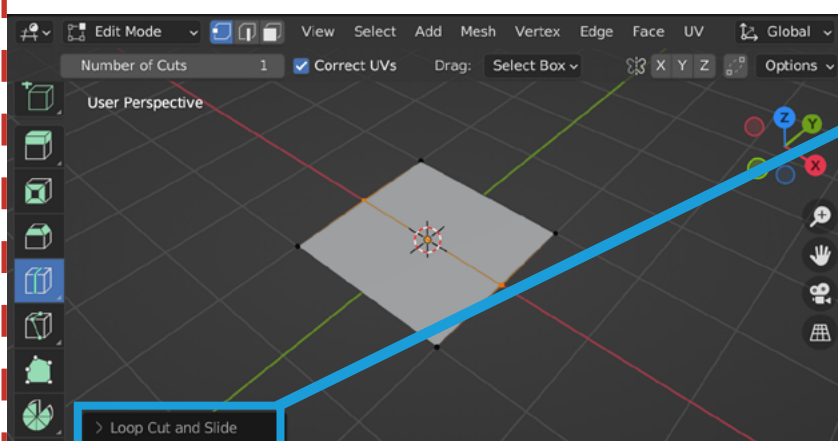 Edit Mode View Select Add Mesh Vertex Edge Face UV Global
Number of Cuts 1 Correct UVs Drag: Select Box X Y Z Options
User Perspective
Z
Y
X
> Loop Cut and Slide